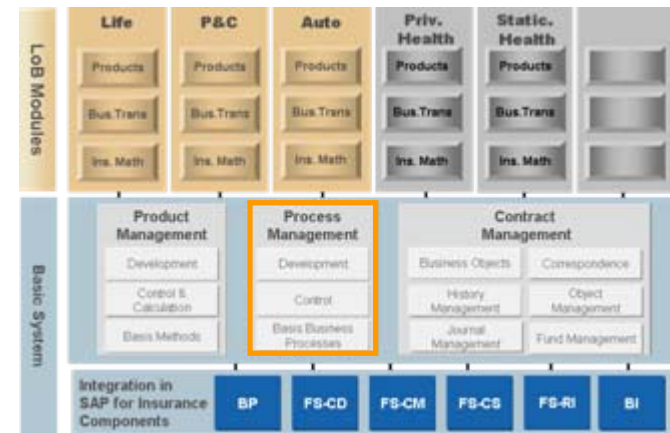 LoB Modules
Life
P&C
Auto
Priv.
Health
Static.
Health
Products
Products
Products
Products
Products
Bus.Trans
Bus.Trans
Bus.Trans
Bus.Trans
Bus.Trans
Ins. Math
Ins. Math
Ins. Math
Ins. Math
Ins. Math
Basic System
Product
Management
Development
Control &
Calculation
Basis Methods
Process
Management
Development
Control
Basis Business
Processes
Contract
Management
Business Objects
Correspondence
History
Management
Object
Management
Journal
Management
Fund Management
Integration in
SAP for Insurance
Components
BP
FS-CD
FS-CM
FS-CS
FS-RI
BI